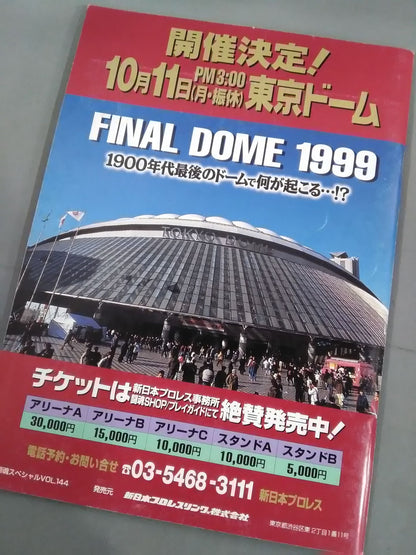 開催決定!
10月11日(月・振休) PM3:00 東京ドーム
FINAL DOME 1999
1900年代最後のドームで何が起こる…!?
TOKYO DOME
チケットは 新日本プロレス事務所 闘魂SHOP/プレイガイドにて 絶賛発売中!
アリーナA アリーナB アリーナC スタンドA スタンドB
30,000円 15,000円 10,000円 10,000円 5,000円
電話予約・お問い合せ ☎03-5468-3111 新日本プロレス
スペシャルVOL.144
発売元 新日本プロレスリング株式会社
東京都渋谷区東2丁目1番11号